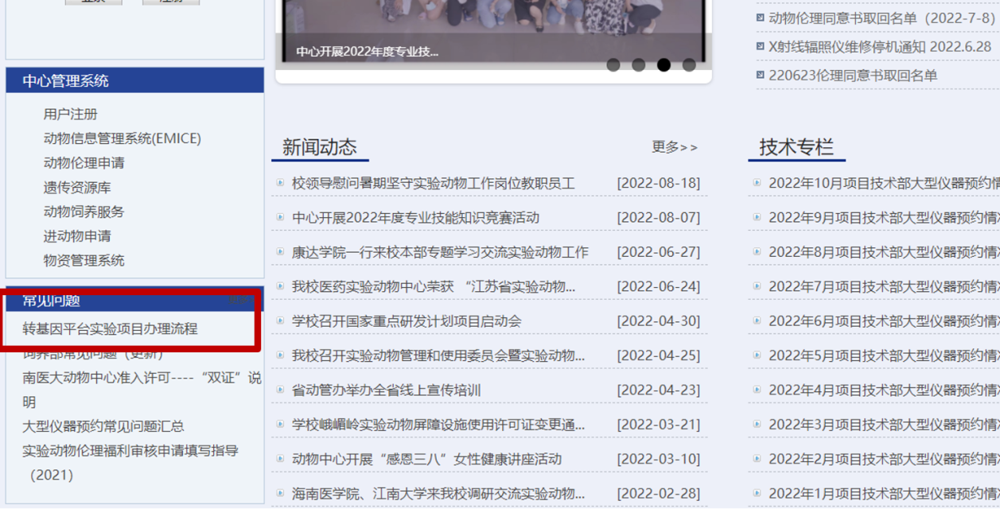 登录
注册
中心管理系统
用户注册
动物信息管理系统(EMICE)
动物伦理申请
遗传资源库
动物饲养服务
进动物申请
物资管理系统
常见问题
转基因平台实验项目办理流程
饲养部常见问题（更新）
南医大动物中心准入许可----“双证”说
明
大型仪器预约常见问题汇总
实验动物伦理福利审核申请填写指导
（2021）
中心开展2022年度专业技...
新闻动态 更多>>
校领导慰问暑期坚守实验动物工作岗位教职员工 [2022-08-18]
中心开展2022年度专业技能知识竞赛活动 [2022-08-07]
康达学院一行来校本部专题学习交流实验动物工作 [2022-06-27]
我校医药实验动物中心荣获 “江苏省实验动物... [2022-06-24]
学校召开国家重点研发计划项目启动会 [2022-04-30]
我校召开实验动物管理和使用委员会暨实验动物... [2022-04-25]
省动管办举办全省线上宣传培训 [2022-04-23]
学校峨嵋岭实验动物屏障设施使用许可证变更通... [2022-03-21]
动物中心开展“感恩三八”女性健康讲座活动 [2022-03-10]
海南医学院、江南大学来我校调研交流实验动物... [2022-02-28]
动物伦理同意书取回名单（2022-7-8）
X射线辐照仪维修停机通知 2022.6.28
220623伦理同意书取回名单
技术专栏
2022年10月项目技术部大型仪器预约情
2022年9月项目技术部大型仪器预约情况
2022年8月项目技术部大型仪器预约情况
2022年7月项目技术部大型仪器预约情况
2022年6月项目技术部大型仪器预约情况
2022年5月项目技术部大型仪器预约情况
2022年4月项目技术部大型仪器预约情况
2022年3月项目技术部大型仪器预约情况
2022年2月项目技术部大型仪器预约情况
2022年1月项目技术部大型仪器预约情况